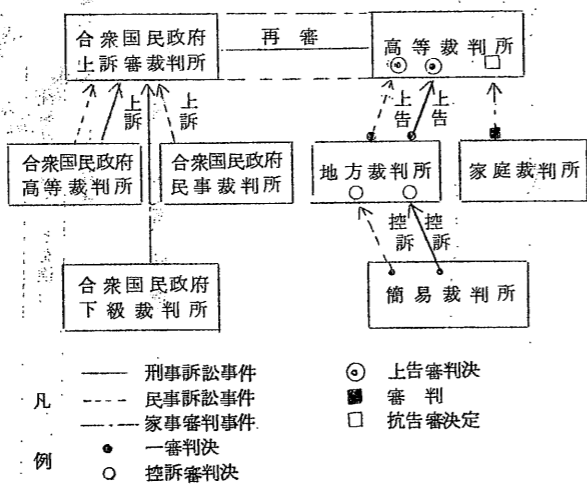 合衆国民政府
上訴審裁判所
再審
高等裁判所
上訴
上訴
上告
上告
合衆国民政府
高等裁判所
合衆国民政府
民事裁判所
地方裁判所
家庭裁判所
控訴
控訴
合衆国民政府
下級裁判所
簡易裁判所
凡例
刑事訴訟事件
民事訴訟事件
家事審判事件
一審判決
控訴審判決
上告審判決
審判
抗告審決定